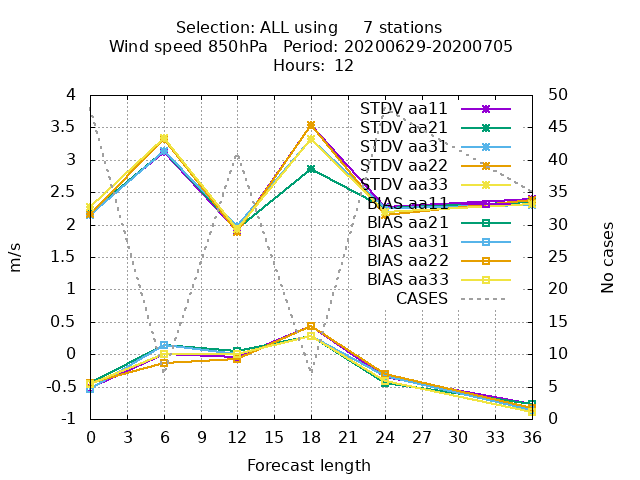 Selection: ALL using 7 stations
Wind speed 850hPa Period: 20200629-20200705
Hours: 12
4 50
3.5 STDV aa11 45
3 STDV aa21 40
2.5 STDV aa31 35
2 STDV aa22 30
1.5 STDV aa33 25
1 BIAS aa11 20
0.5 BIAS aa21 15
0 BIAS aa31 10
-0.5 BIAS aa22 5
-1 BIAS aa33 0
CASES
m/s
No cases
0 3 6 9 12 15 18 21 24 27 30 33 36
Forecast length